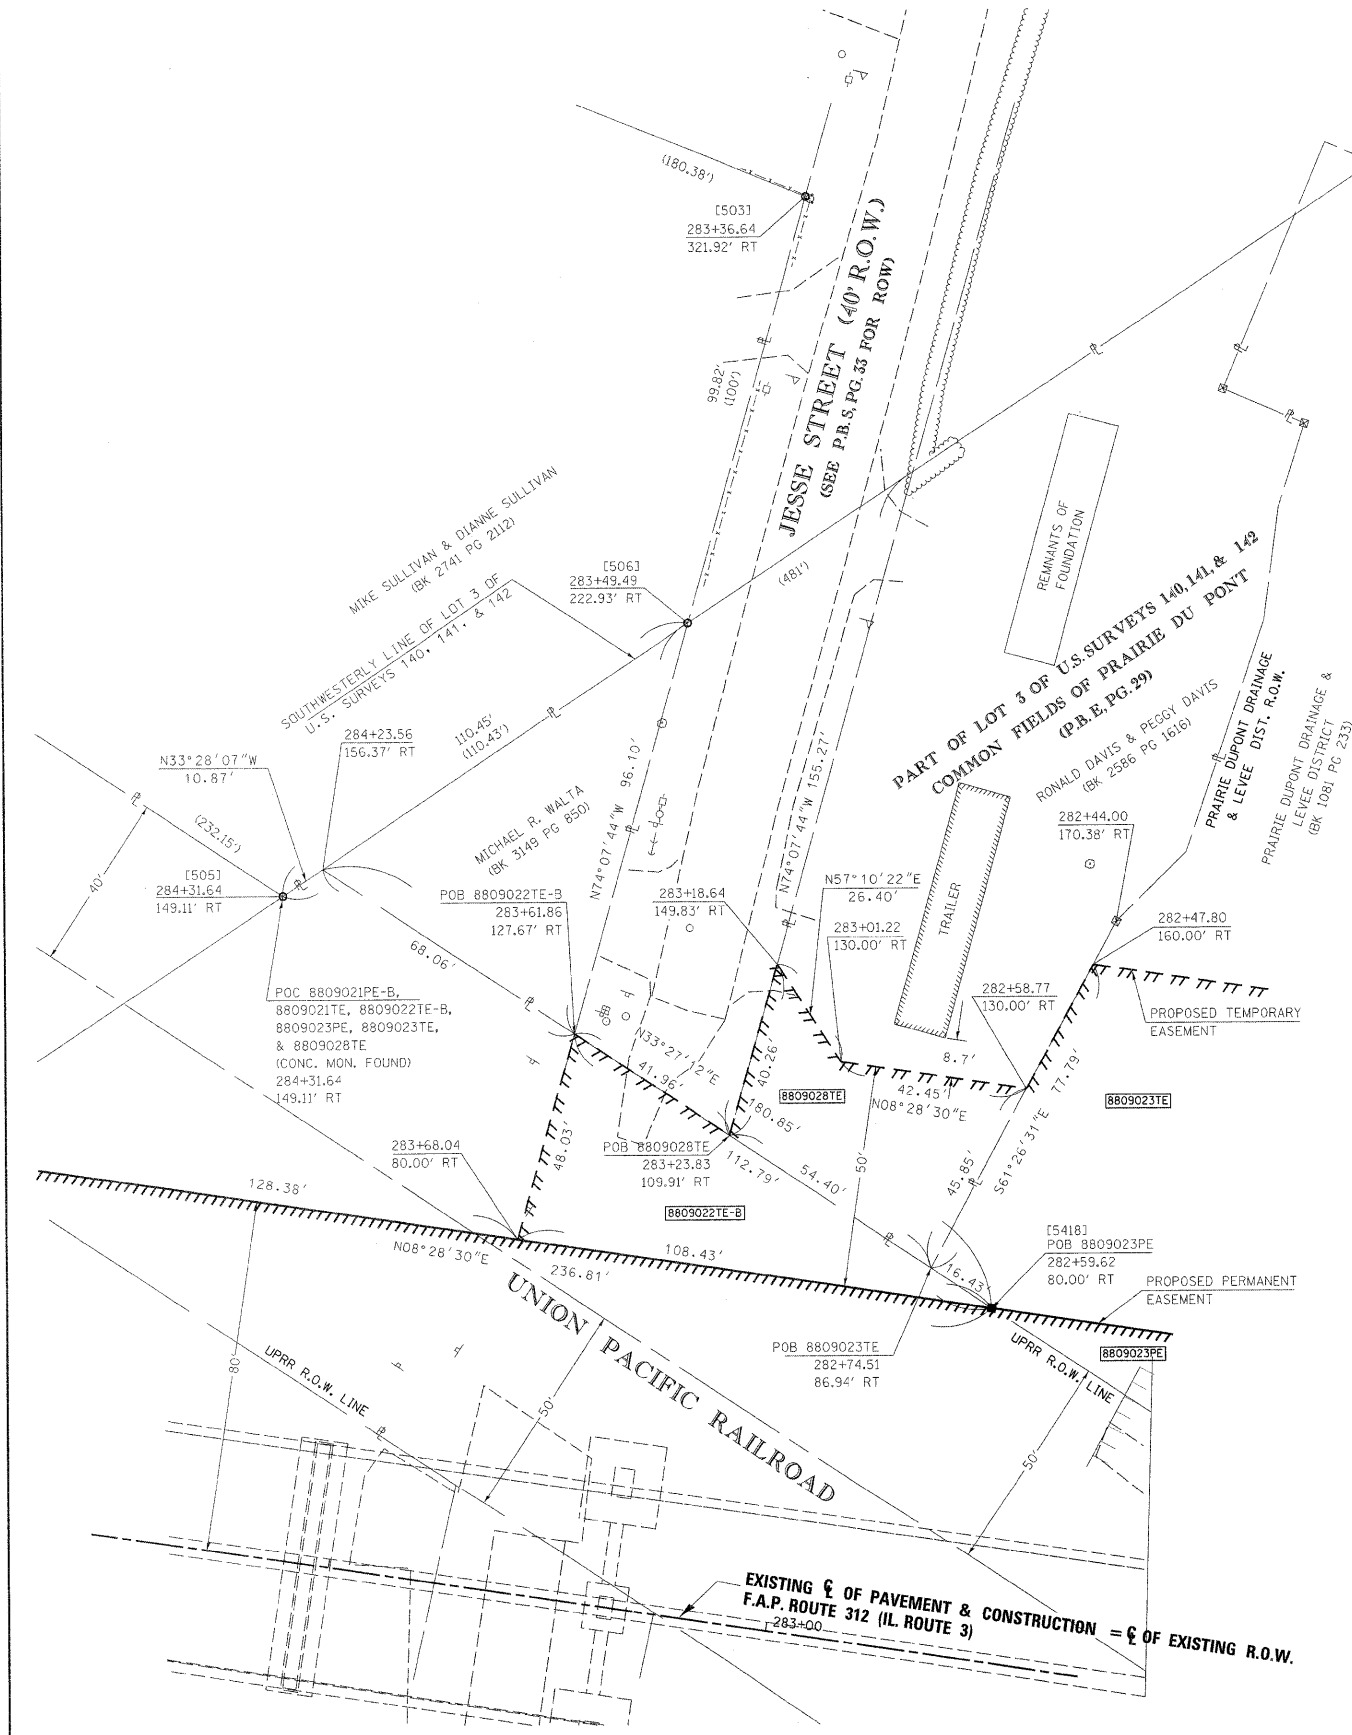 (180.38')
[503]
283+36.64
321.92' RT
JESSE STREET (40' R.O.W.)
(SEE P.B. S, PG. 33 FOR ROW)
99.82'
(100')
MIKE SULLIVAN & DIANNE SULLIVAN
(BK 2741 PG 2112)
SOUTHWESTERLY LINE OF LOT 3 OF
U.S. SURVEYS 140, 141, & 142
[506]
283+49.49
222.93' RT
(481')
REMNANTS OF
FOUNDATION
PART OF LOT 3 OF U.S. SURVEYS 140, 141, & 142
COMMON FIELDS OF PRAIRIE DU PONT
(P.B. E, PG. 29)
RONALD DAVIS & PEGGY DAVIS
(BK 2586 PG 1616)
PRAIRIE DUPONT DRAINAGE
& LEVEE DIST. R.O.W.
PRAIRIE DUPONT DRAINAGE &
LEVEE DISTRICT
(BK 1081 PG 233)
N33°28'07"W
10.87'
284+23.56
156.37' RT
110.45'
(110.43')
(232.15')
40'
[505]
284+31.64
149.11' RT
MICHAEL R. WALTA
(BK 3149 PG 850)
N74°07'44"W 96.10'
N74°07'44"W 155.27'
POB 8809022TE-B
283+61.86
127.67' RT
283+18.64
149.83' RT
N57°10'22"E
26.40'
283+01.22
130.00' RT
TRAILER
282+44.00
170.38' RT
282+47.80
160.00' RT
282+58.77
130.00' RT
PROPOSED TEMPORARY
EASEMENT
68.06'
POC 8809021PE-B,
8809021TE, 8809022TE-B,
8809023PE, 8809023TE,
& 8809028TE
(CONC. MON. FOUND)
284+31.64
149.11' RT
N33°27'12"E
41.96'
40.26'
8.7'
42.45'
N08°28'30"E
8809028TE
8809023TE
180.85'
77.79'
S61°26'31"E
45.85'
48.03'
283+68.04
80.00' RT
POB 8809028TE
283+23.83
109.91' RT
112.79'
54.40'
50'
8809022TE-B
128.38'
N08°28'30"E
108.43'
236.81'
16.43'
[5418]
POB 8809023PE
282+59.62
80.00' RT
PROPOSED PERMANENT
EASEMENT
UNION PACIFIC RAILROAD
POB 8809023TE
282+74.51
86.94' RT
UPRR R.O.W. LINE
8809023PE
UPRR R.O.W. LINE
80'
50'
50'
EXISTING ℄ OF PAVEMENT & CONSTRUCTION = ℄ OF EXISTING R.O.W.
F.A.P. ROUTE 312 (IL. ROUTE 3)
283+00